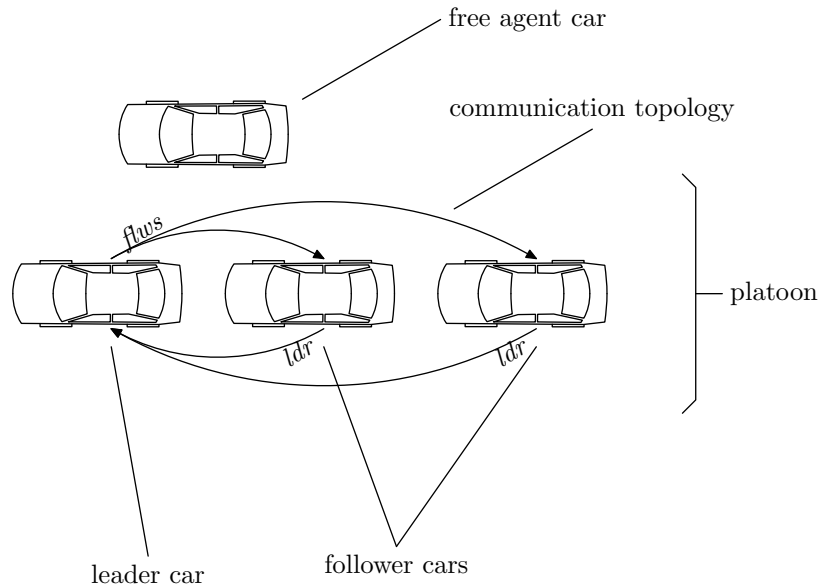 free agent car
communication topology
flws
platoon
ldr
ldr
leader car
follower cars